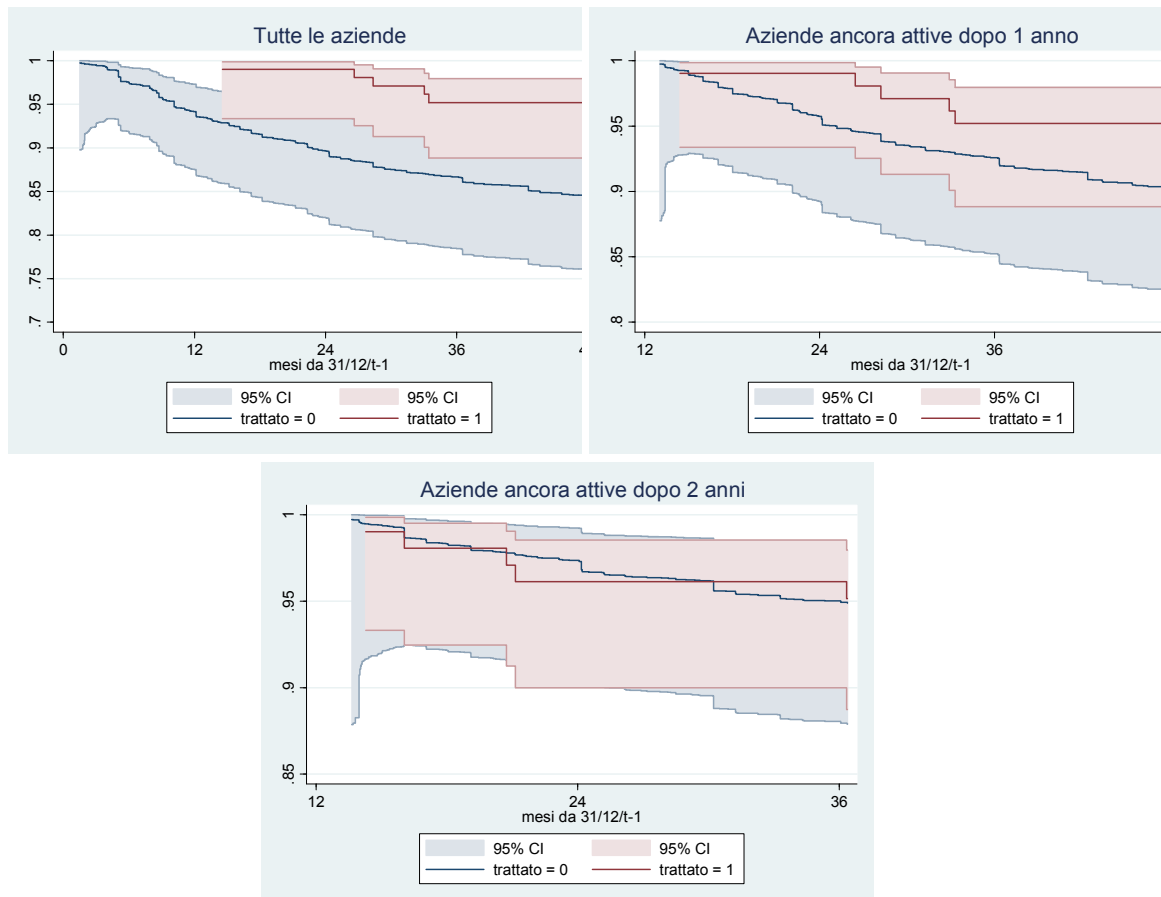 Tutte le aziende
1
.95
.9
.85
.8
.75
.7
0 12 24 36 4
mesi da 31/12/t-1
95% CI 95% CI
trattato = 0 trattato = 1
Aziende ancora attive dopo 1 anno
1
.95
.9
.85
.8
12 24 36
mesi da 31/12/t-1
95% CI 95% CI
trattato = 0 trattato = 1
Aziende ancora attive dopo 2 anni
1
.95
.9
.85
12 24 36
mesi da 31/12/t-1
95% CI 95% CI
trattato = 0 trattato = 1